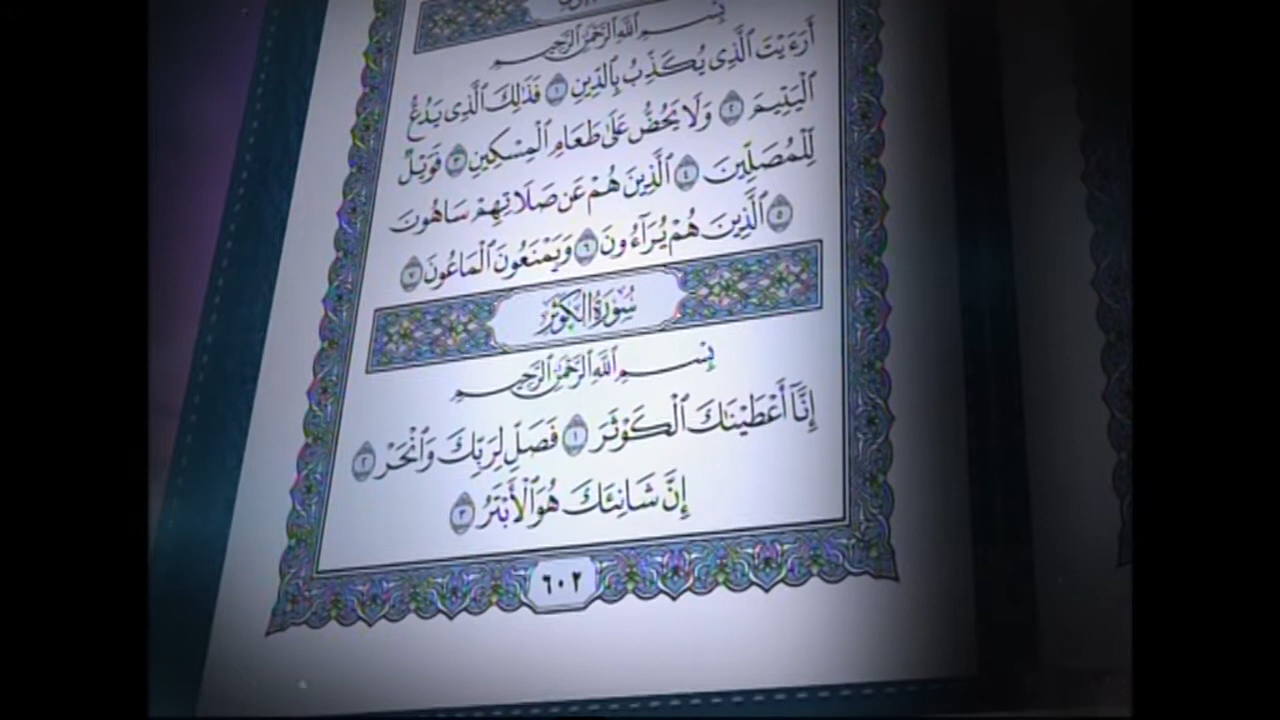 بِسْمِ ٱللَّهِ ٱلرَّحْمَٰنِ ٱلرَّحِيمِ
أَرَءَيْتَ ٱلَّذِى يُكَذِّبُ بِٱلدِّينِ ١ فَذَٰلِكَ ٱلَّذِى يَدُعُّ
ٱلْيَتِيمَ ٢ وَلَا يَحُضُّ عَلَىٰ طَعَامِ ٱلْمِسْكِينِ ٣ فَوَيْلٌ
لِّلْمُصَلِّينَ ٤ ٱلَّذِينَ هُمْ عَن صَلَاتِهِمْ سَاهُونَ
٥ ٱلَّذِينَ هُمْ يُرَآءُونَ ٦ وَيَمْنَعُونَ ٱلْمَاعُونَ ٧
سُورَةُ الكَوْثَرِ
بِسْمِ ٱللَّهِ ٱلرَّحْمَٰنِ ٱلرَّحِيمِ
إِنَّآ أَعْطَيْنَٰكَ ٱلْكَوْثَرَ ١ فَصَلِّ لِرَبِّكَ وَٱنْحَرْ ٢
إِنَّ شَانِئَكَ هُوَ ٱلْأَبْتَرُ ٣
٦٠٢